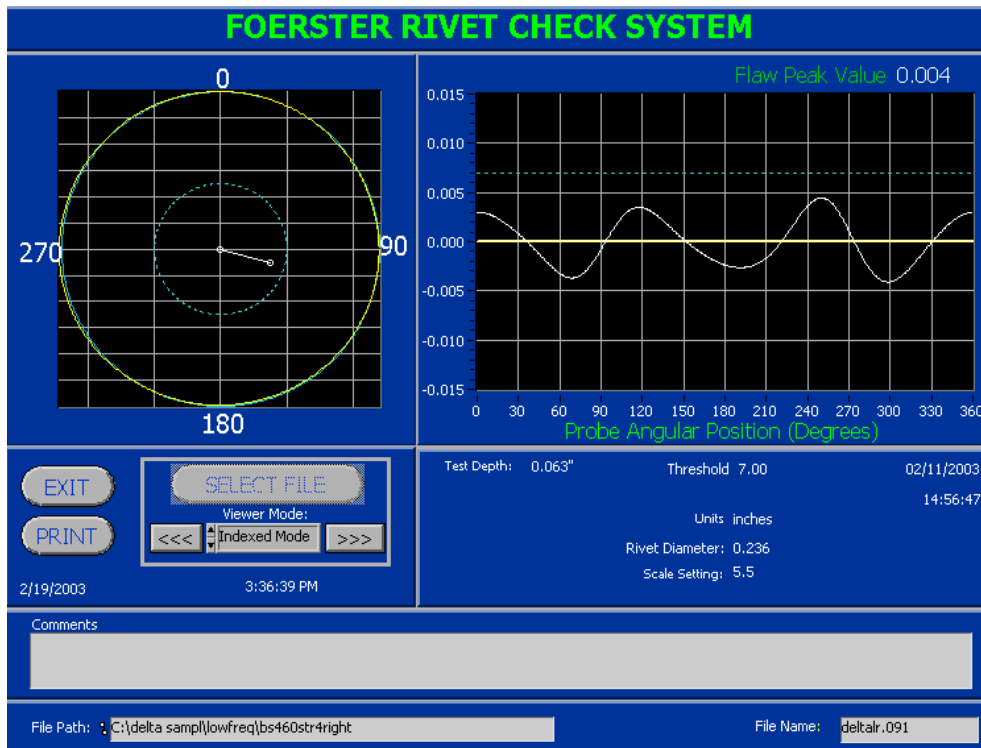 FOERSTER RIVET CHECK SYSTEM
0
270
90
180
Flaw Peak Value 0.004
0.015
0.010
0.005
0.000
-0.005
-0.010
-0.015
0 30 60 90 120 150 180 210 240 270 300 330 360
Probe Angular Position (Degrees)
EXIT
PRINT
SELECT FILE
Viewer Mode:
<<< Indexed Mode >>>
2/19/2003 3:36:39 PM
Test Depth: 0.063" Threshold 7.00 02/11/2003
14:56:47
Units inches
Rivet Diameter: 0.236
Scale Setting: 5.5
Comments
File Path: C:\delta sampl\lowfreq\bs460str4right File Name: deltalr.091